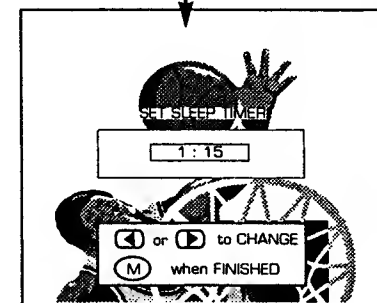 SET SLEEP TIMER
1 : 15
◀ or ▶ to CHANGE
M when FINISHED